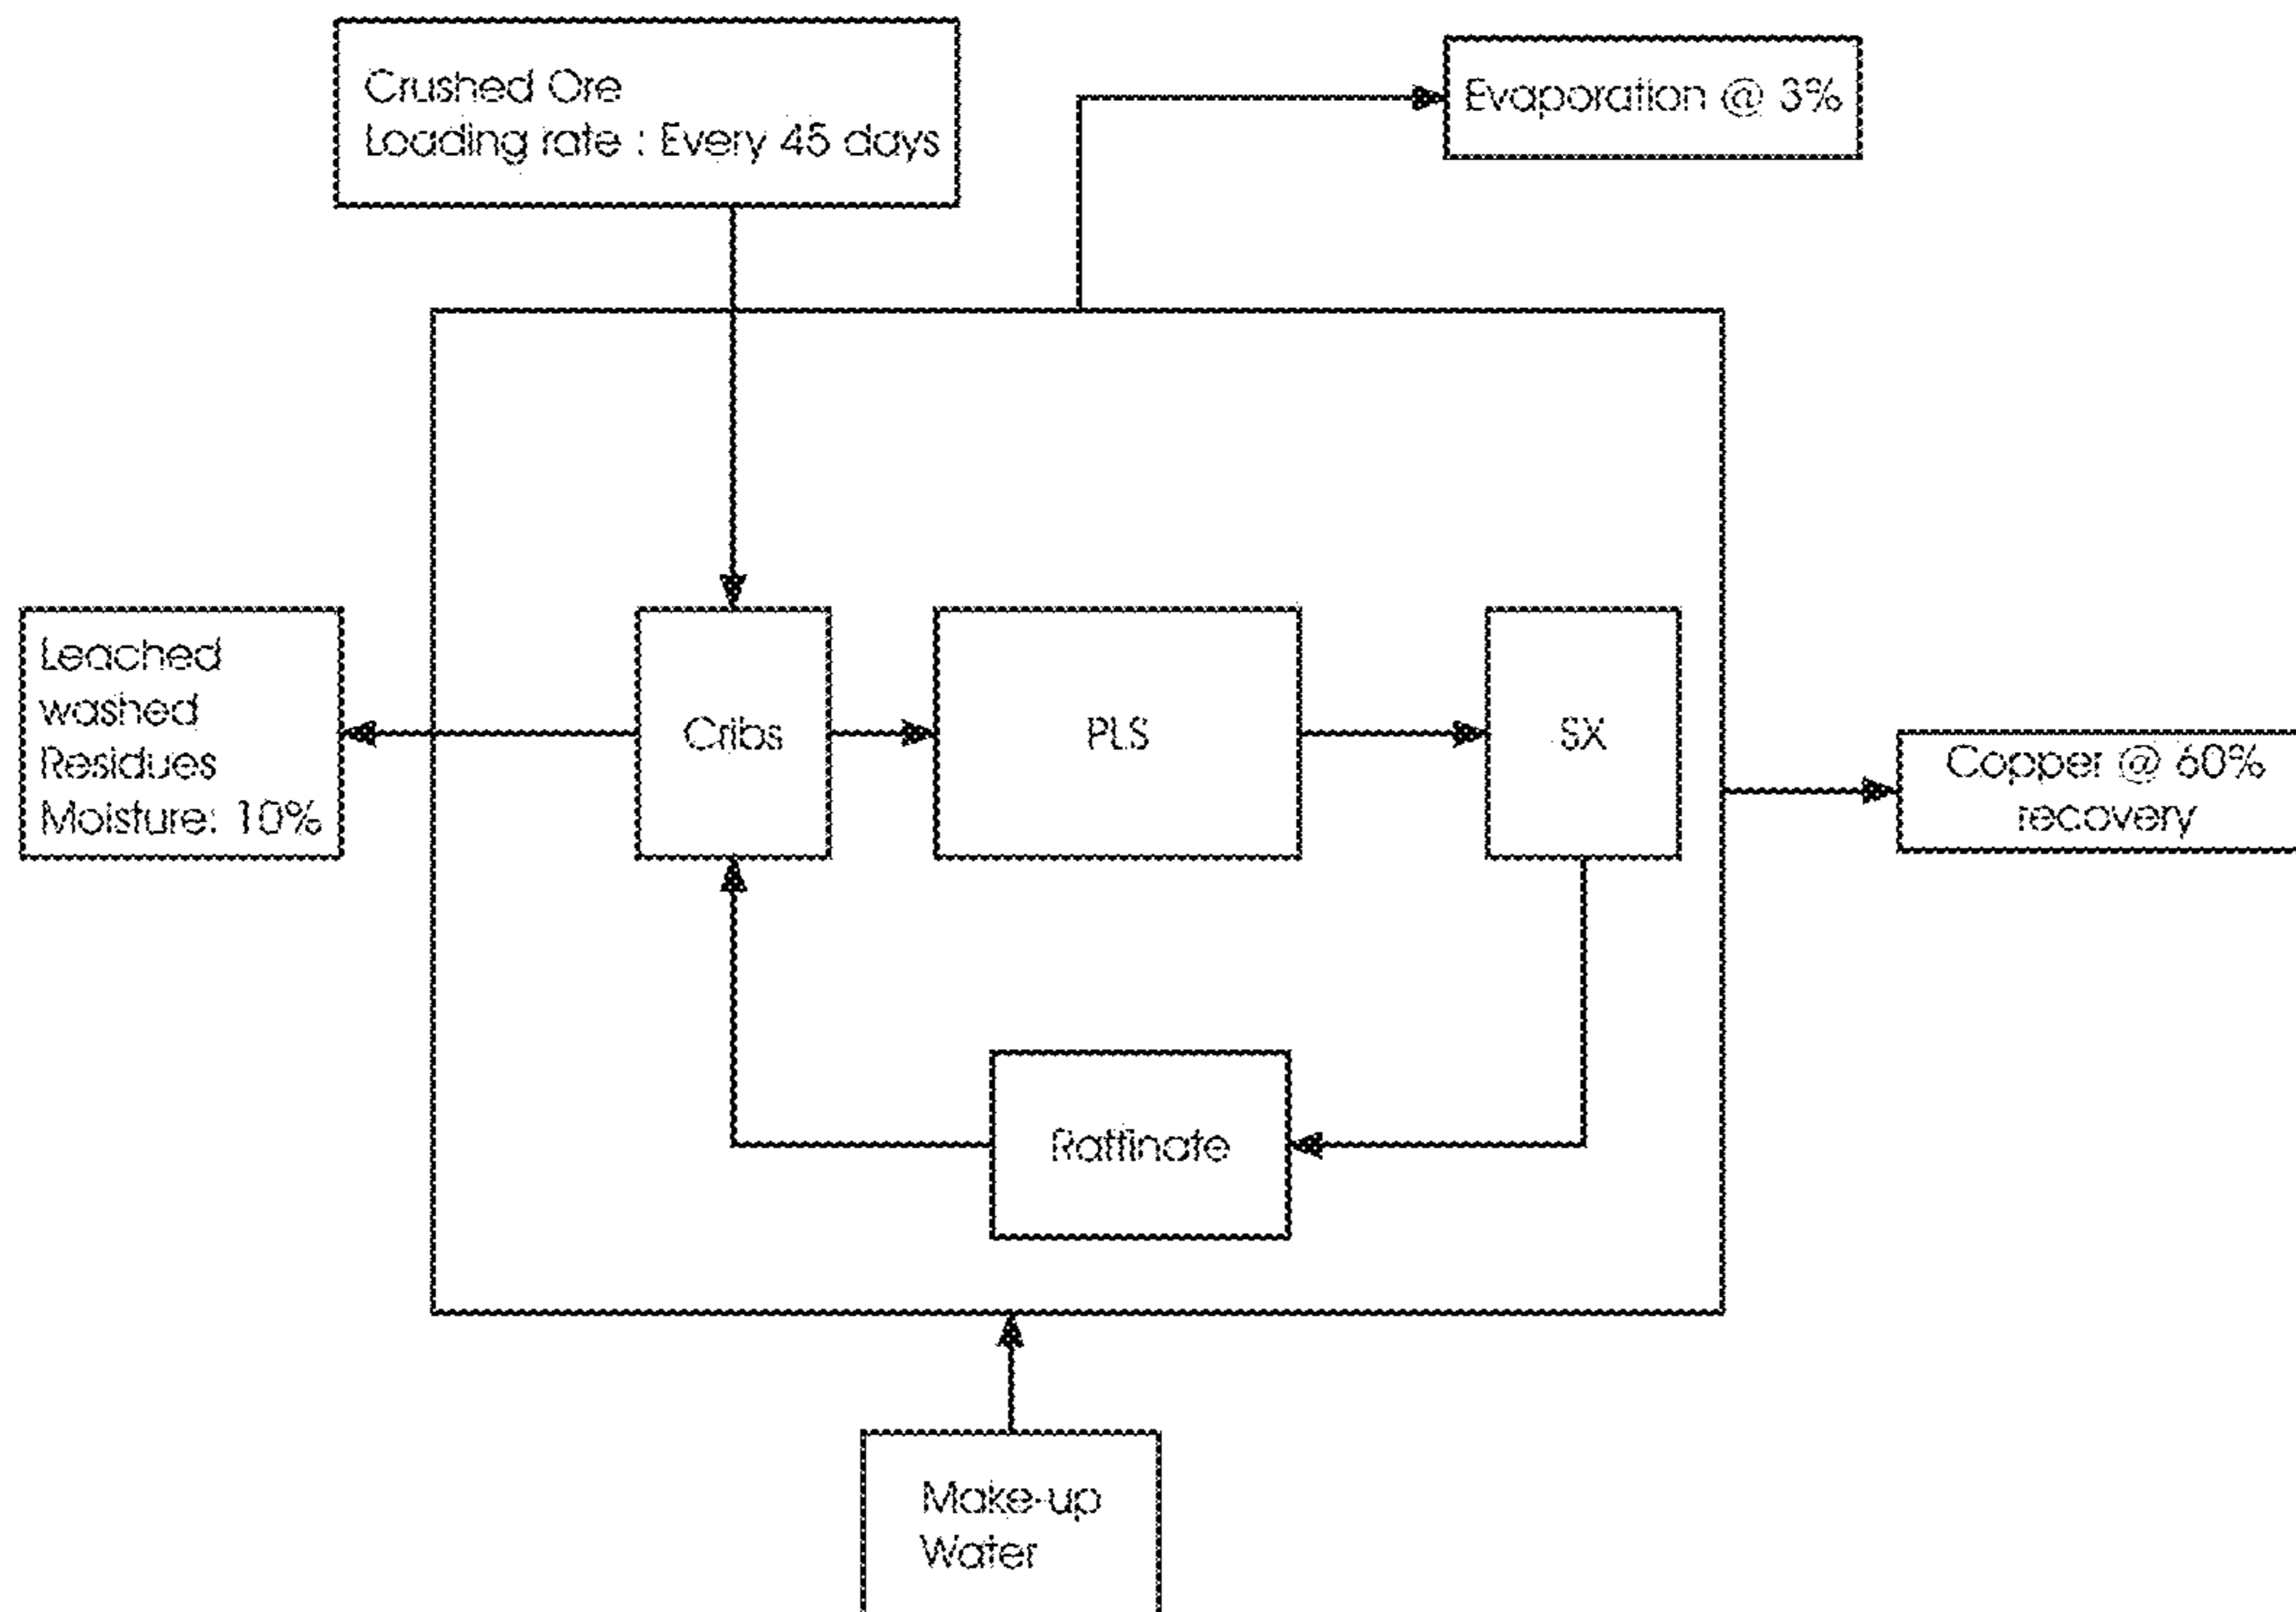 Crushed Ore
Loading rate : Every 45 days
Evaporation @ 3%
Leached
washed
Residues
Moisture: 10%
Cribs
PLS
SX
Copper @ 60%
recovery
Raffinate
Make-up
Water